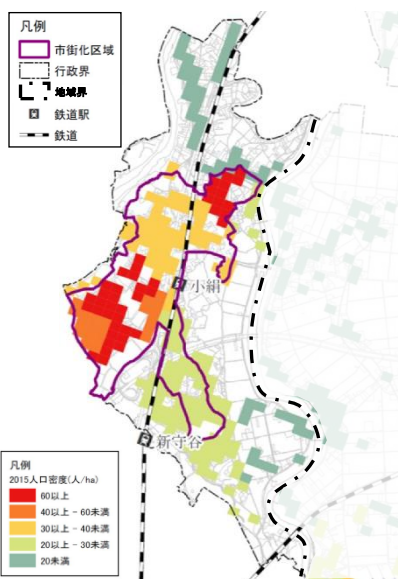 凡例
市街化区域
行政界
地域界
鉄道駅
鉄道
小絹
新守谷
凡例
2015人口密度(人/ha)
60以上
40以上 - 60未満
30以上 - 40未満
20以上 - 30未満
20未満